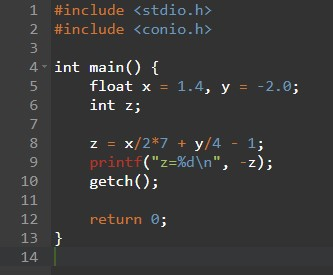 1 #include <stdio.h>
2 #include <conio.h>
3
4 int main() {
5     float x = 1.4, y = -2.0;
6     int z;
7
8     z = x/2*7 + y/4 - 1;
9     printf("z=%d\n", -z);
10     getch();
11
12     return 0;
13 }
14